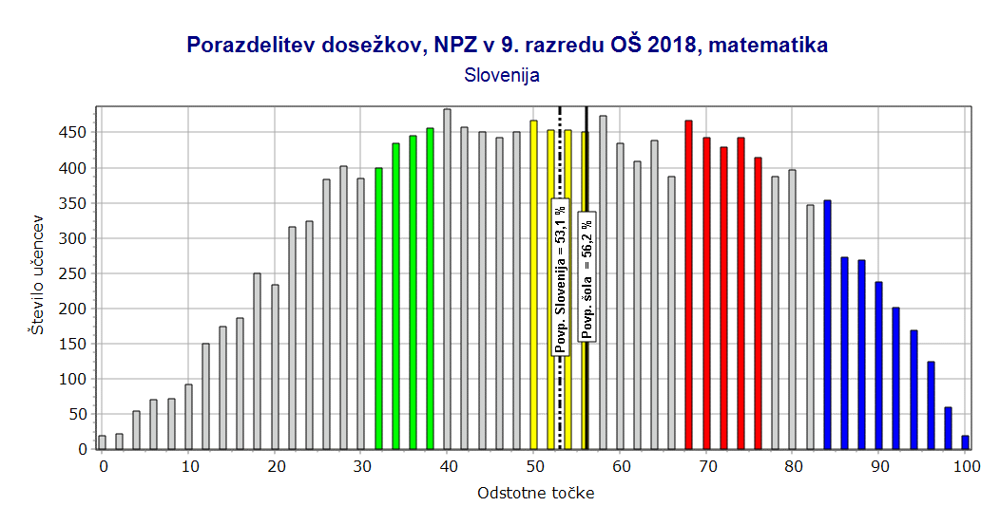 Porazdelitev dosežkov, NPZ v 9. razredu OŠ 2018, matematika
Slovenija
Število učencev
450
400
350
300
250
200
150
100
50
0
Povp. Slovenija = 53,1 %
Povp. šola = 56,2 %
0 10 20 30 40 50 60 70 80 90 100
Odstotne točke